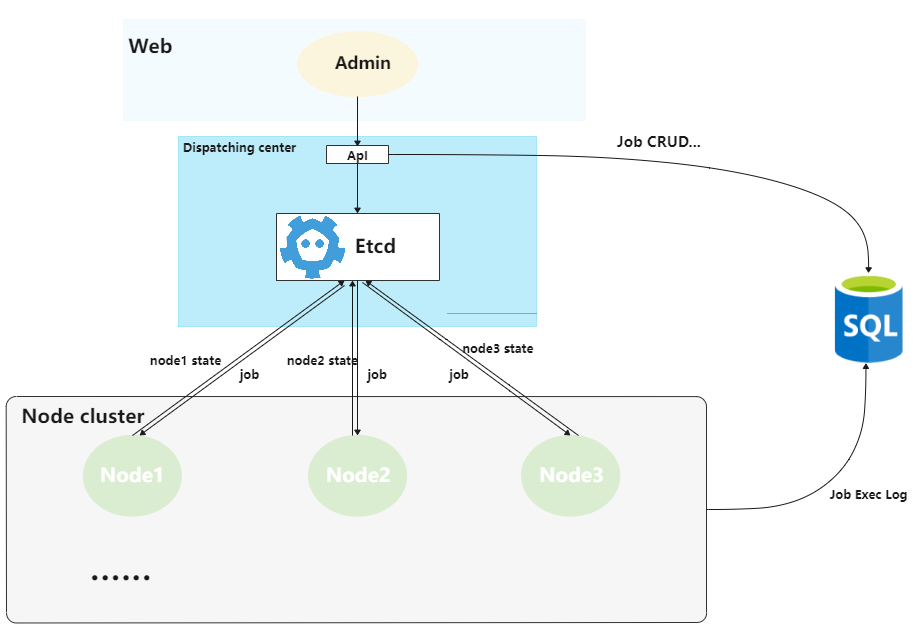 Web
Admin
Dispatching center
ApI
Job CRUD...
Etcd
SQL
node1 state
node2 state
node3 state
job
job
job
Node cluster
Node1
Node2
Node3
Job Exec Log
......